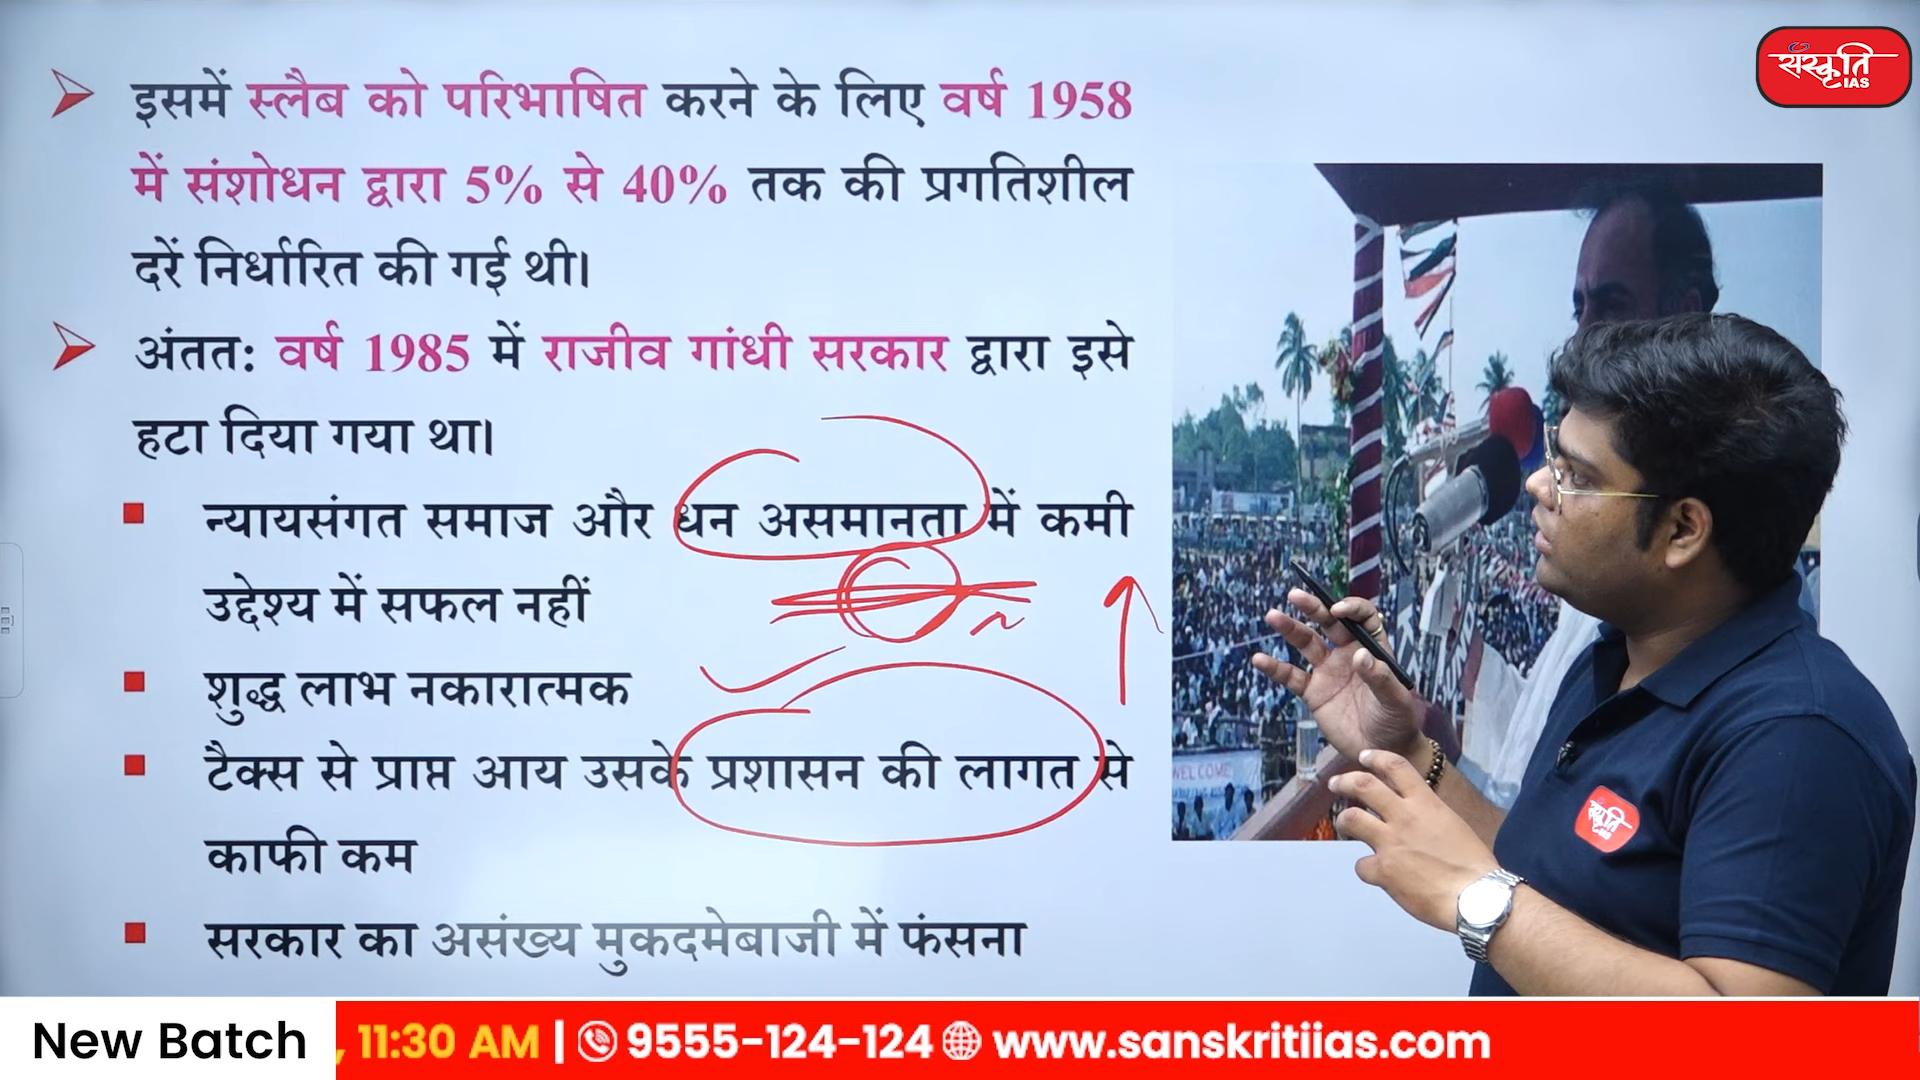 संस्कृति
IAS
इसमें स्लैब को परिभाषित करने के लिए वर्ष 1958
में संशोधन द्वारा 5% से 40% तक की प्रगतिशील
दरें निर्धारित की गई थी।
अंतत: वर्ष 1985 में राजीव गांधी सरकार द्वारा इसे
हटा दिया गया था।
न्यायसंगत समाज और धन असमानता में कमी
उद्देश्य में सफल नहीं
शुद्ध लाभ नकारात्मक
टैक्स से प्राप्त आय उसके प्रशासन की लागत से
काफी कम
सरकार का असंख्य मुकदमेबाजी में फंसना
WELCOME
संस्कृति
IAS
New Batch , 11:30 AM | 9555-124-124 www.sanskritiias.com